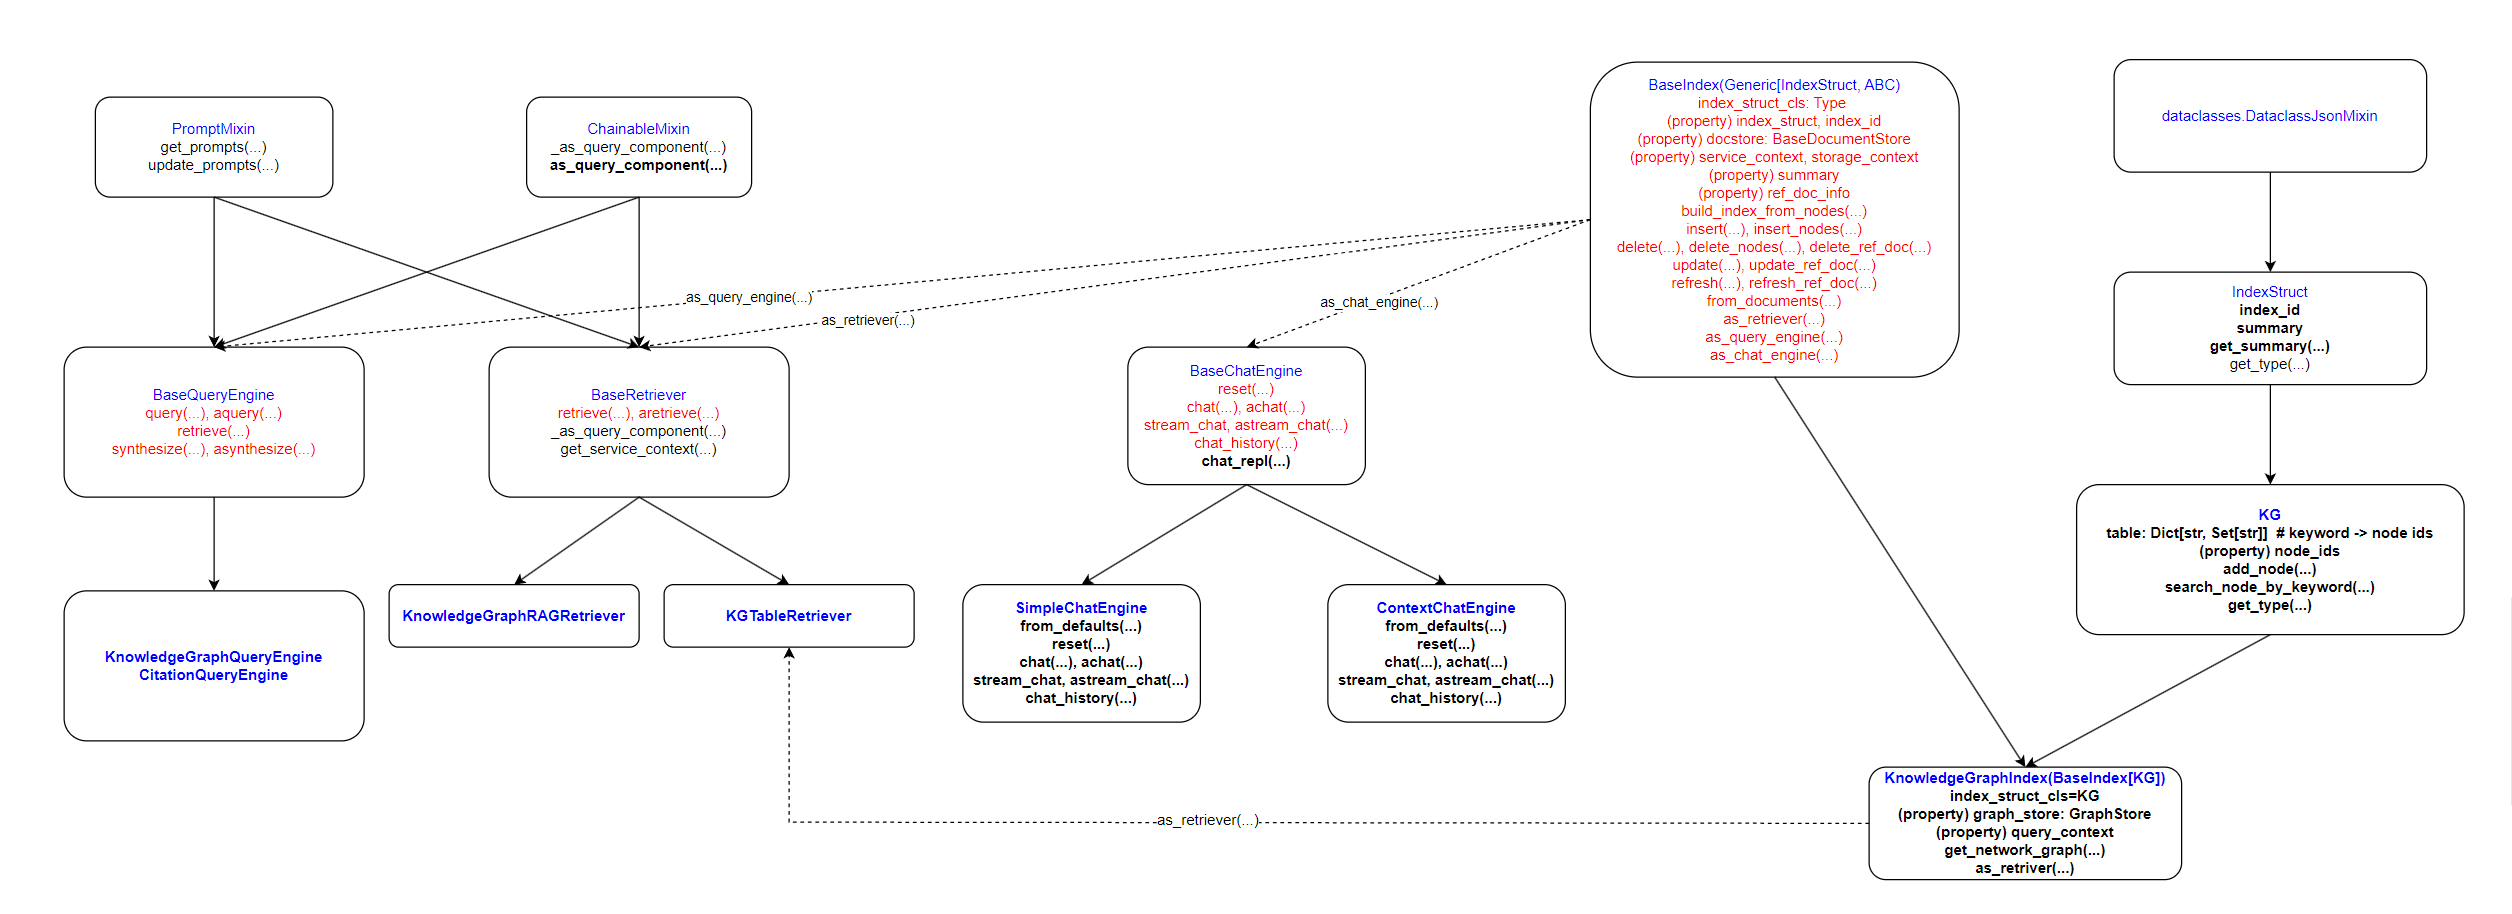 PromptMixin
get_prompts(...)
update_prompts(...)
ChainableMixin
_as_query_component(...)
as_query_component(...)
BaseIndex(Generic[IndexStruct, ABC)
index_struct_cls: Type
(property) index_struct, index_id
(property) docstore: BaseDocumentStore
(property) service_context, storage_context
(property) summary
(property) ref_doc_info
build_index_from_nodes(...)
insert(...), insert_nodes(...)
delete(...), delete_nodes(...), delete_ref_doc(...)
update(...), update_ref_doc(...)
refresh(...), refresh_ref_doc(...)
from_documents(...)
as_retriever(...)
as_query_engine(...)
as_chat_engine(...)
dataclasses.DataclassJsonMixin
as_query_engine(...)
as_retriever(...)
as_chat_engine(...)
IndexStruct
index_id
summary
get_summary(...)
get_type(...)
BaseQueryEngine
query(...), aquery(...)
retrieve(...)
synthesize(...), asynthesize(...)
BaseRetriever
retrieve(...), aretrieve(...)
_as_query_component(...)
get_service_context(...)
BaseChatEngine
reset(...)
chat(...), achat(...)
stream_chat, astream_chat(...)
chat_history(...)
chat_repl(...)
KG
table: Dict[str, Set[str]]  # keyword -> node ids
(property) node_ids
add_node(...)
search_node_by_keyword(...)
get_type(...)
KnowledgeGraphQueryEngine
CitationQueryEngine
KnowledgeGraphRAGRetriever
KGTableRetriever
SimpleChatEngine
from_defaults(...)
reset(...)
chat(...), achat(...)
stream_chat, astream_chat(...)
chat_history(...)
ContextChatEngine
from_defaults(...)
reset(...)
chat(...), achat(...)
stream_chat, astream_chat(...)
chat_history(...)
as_retriever(...)
KnowledgeGraphIndex(BaseIndex[KG])
index_struct_cls=KG
(property) graph_store: GraphStore
(property) query_context
get_network_graph(...)
as_retriver(...)